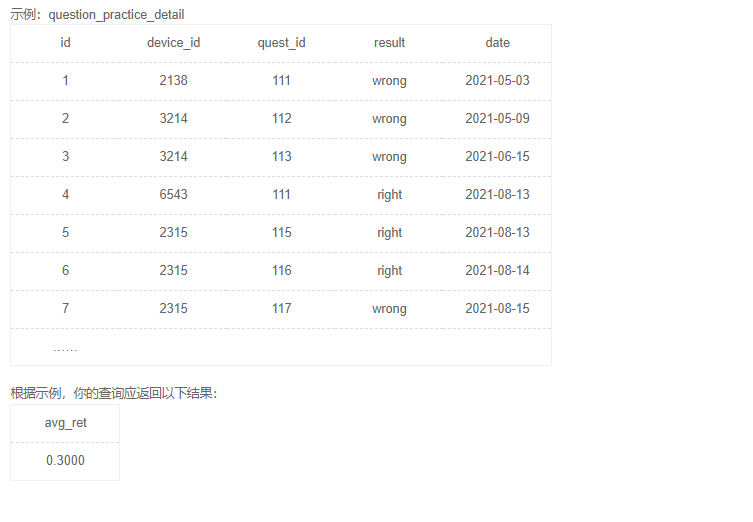 示例：question_practice_detail
id device_id quest_id result date
1 2138 111 wrong 2021-05-03
2 3214 112 wrong 2021-05-09
3 3214 113 wrong 2021-06-15
4 6543 111 right 2021-08-13
5 2315 115 right 2021-08-13
6 2315 116 right 2021-08-14
7 2315 117 wrong 2021-08-15
……
根据示例，你的查询应返回以下结果：
avg_ret
0.3000